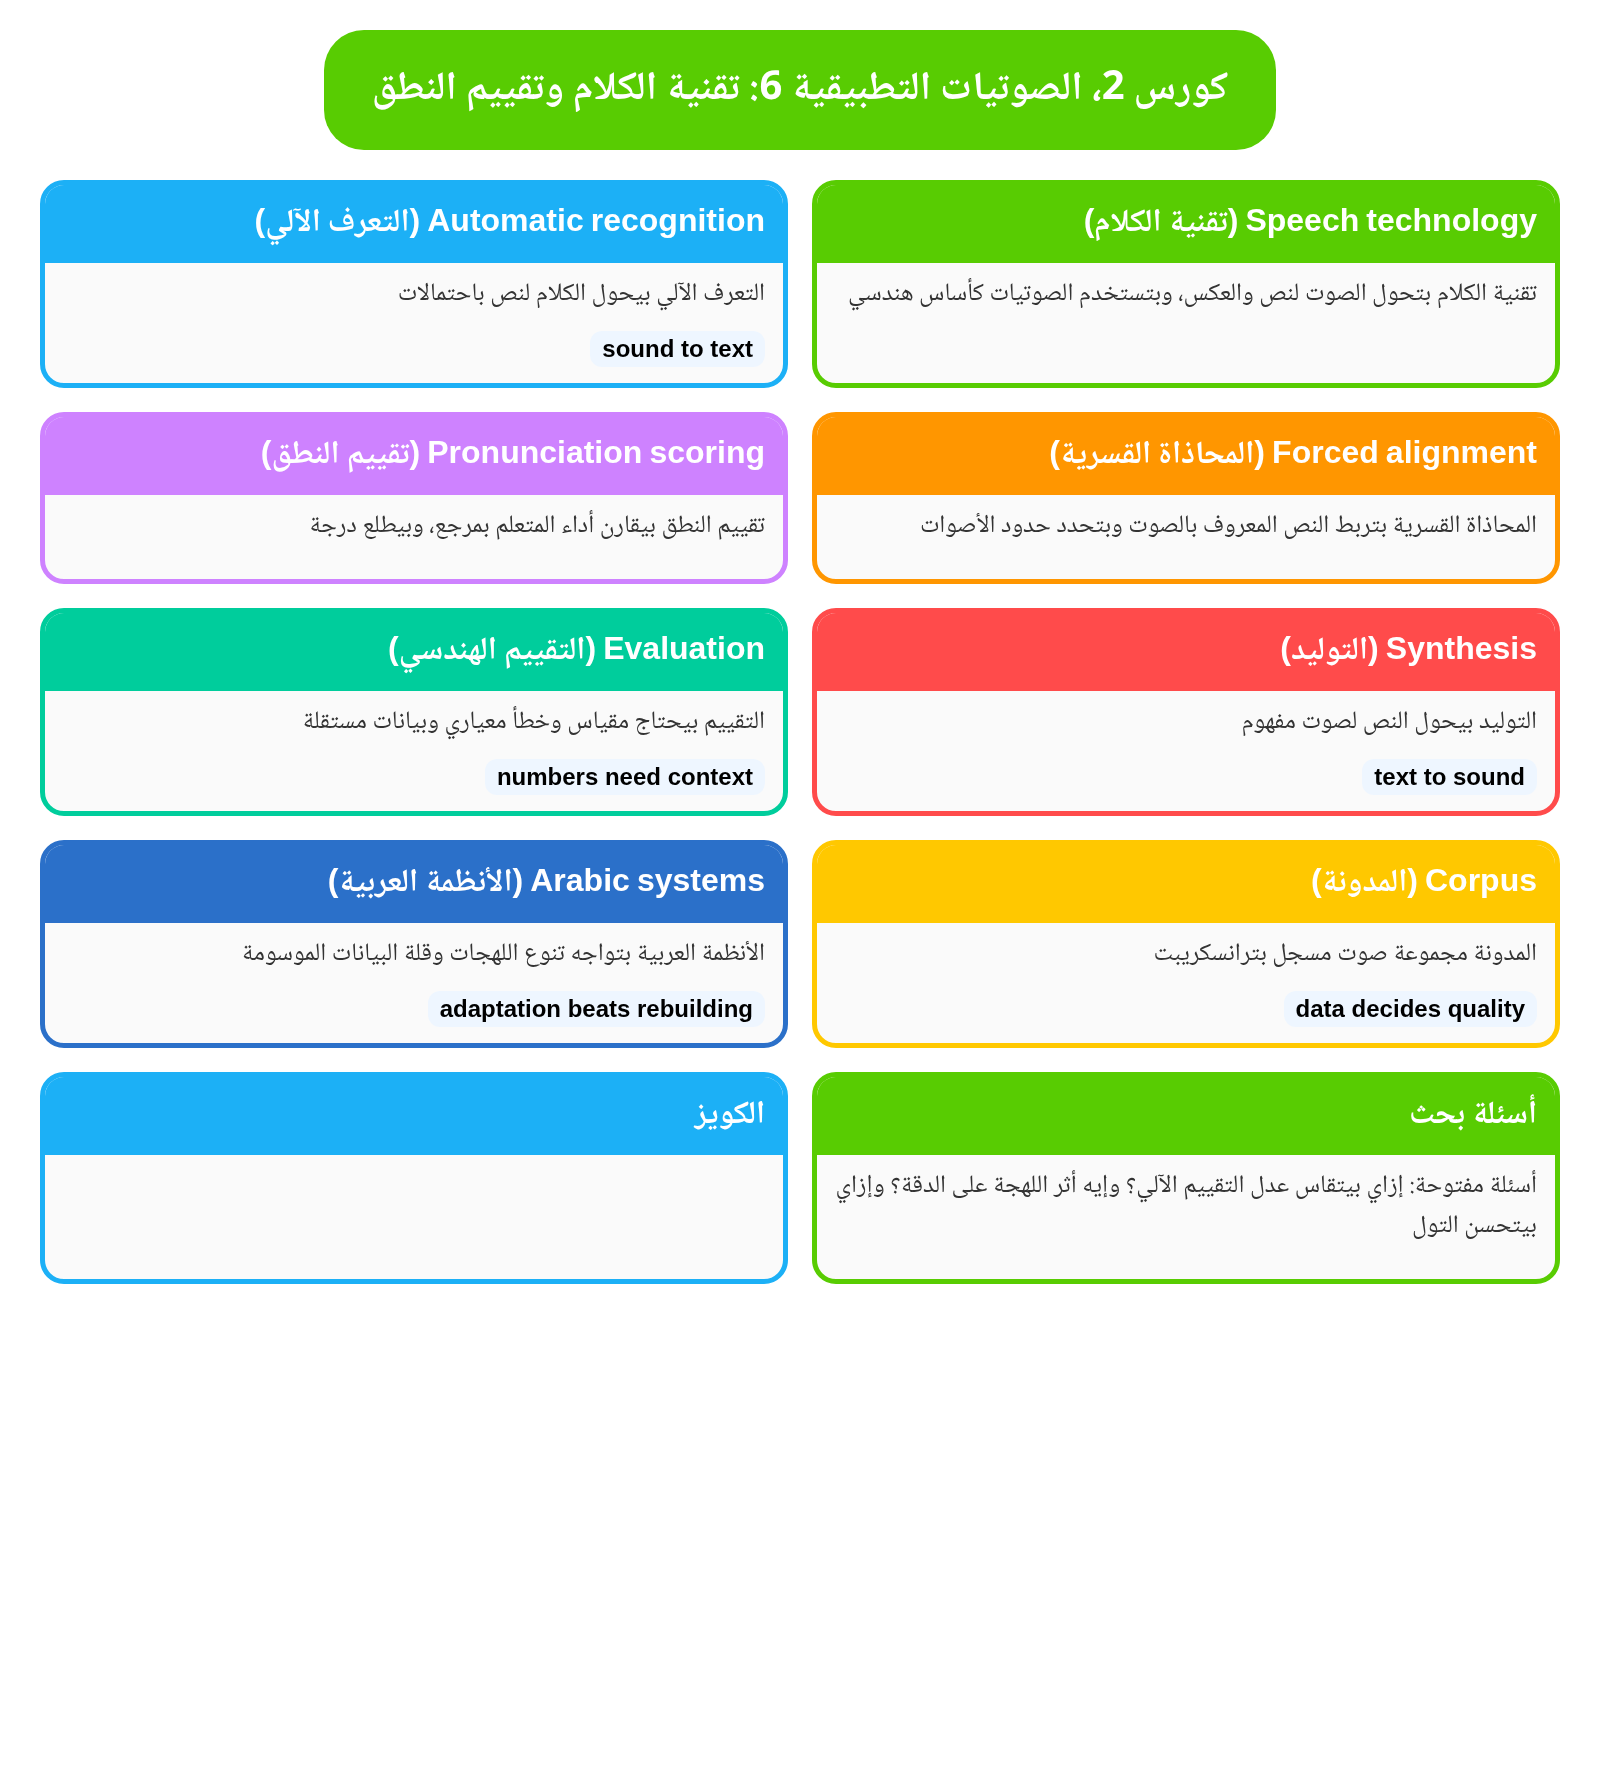 كورس 2، الصوتيات التطبيقية 6: تقنية الكلام وتقييم النطق
Speech technology (تقنية الكلام)
تقنية الكلام بتحول الصوت لنص والعكس، وبتستخدم الصوتيات كأساس هندسي
Automatic recognition (التعرف الآلي)
التعرف الآلي بيحول الكلام لنص باحتمالات
sound to text
Forced alignment (المحاذاة القسرية)
المحاذاة القسرية بتربط النص المعروف بالصوت وبتحدد حدود الأصوات
Pronunciation scoring (تقييم النطق)
تقييم النطق بيقارن أداء المتعلم بمرجع، وبيطلع درجة
Synthesis (التوليد)
التوليد بيحول النص لصوت مفهوم
text to sound
Evaluation (التقييم الهندسي)
التقييم بيحتاج مقياس وخطأ معياري وبيانات مستقلة
numbers need context
Corpus (المدونة)
المدونة مجموعة صوت مسجل بترانسكريبت
data decides quality
Arabic systems (الأنظمة العربية)
الأنظمة العربية بتواجه تنوع اللهجات وقلة البيانات الموسومة
adaptation beats rebuilding
أسئلة بحث
أسئلة مفتوحة: إزاي بيتقاس عدل التقييم الآلي؟ وإيه أثر اللهجة على الدقة؟ وإزاي
بيتحسن التول
الكويز